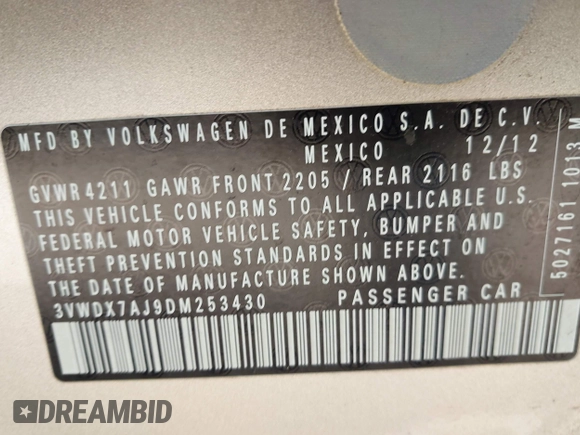 MFD BY VOLKSWAGEN DE MEXICO S.A. DE C.V.
MEXICO 12/12
GVWR 4211 GAWR FRONT 2205 / REAR 2116 LBS
THIS VEHICLE CONFORMS TO ALL APPLICABLE U.S.
FEDERAL MOTOR VEHICLE SAFETY, BUMPER AND
THEFT PREVENTION STANDARDS IN EFFECT ON
THE DATE OF MANUFACTURE SHOWN ABOVE.
3VWDX7AJ9DM253430 PASSENGER CAR
5027161 1013 M
DREAMBID